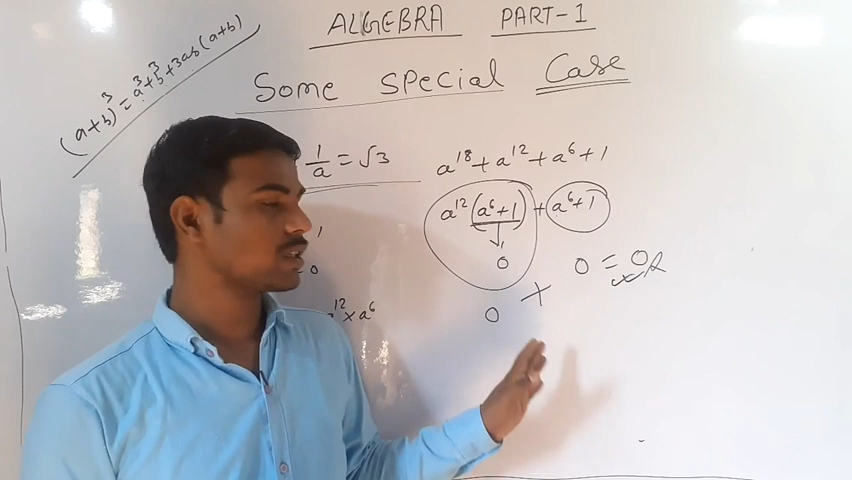 ALGEBRA PART-1
Some Special Case
(a+b)³ = a³+b³+3ab(a+b)
1/a = √3
a¹⁸+a¹²+a⁶+1
a¹²(a⁶+1) + a⁶+1
0
0 + 0 = 0
1
= 0
¹² × a⁶